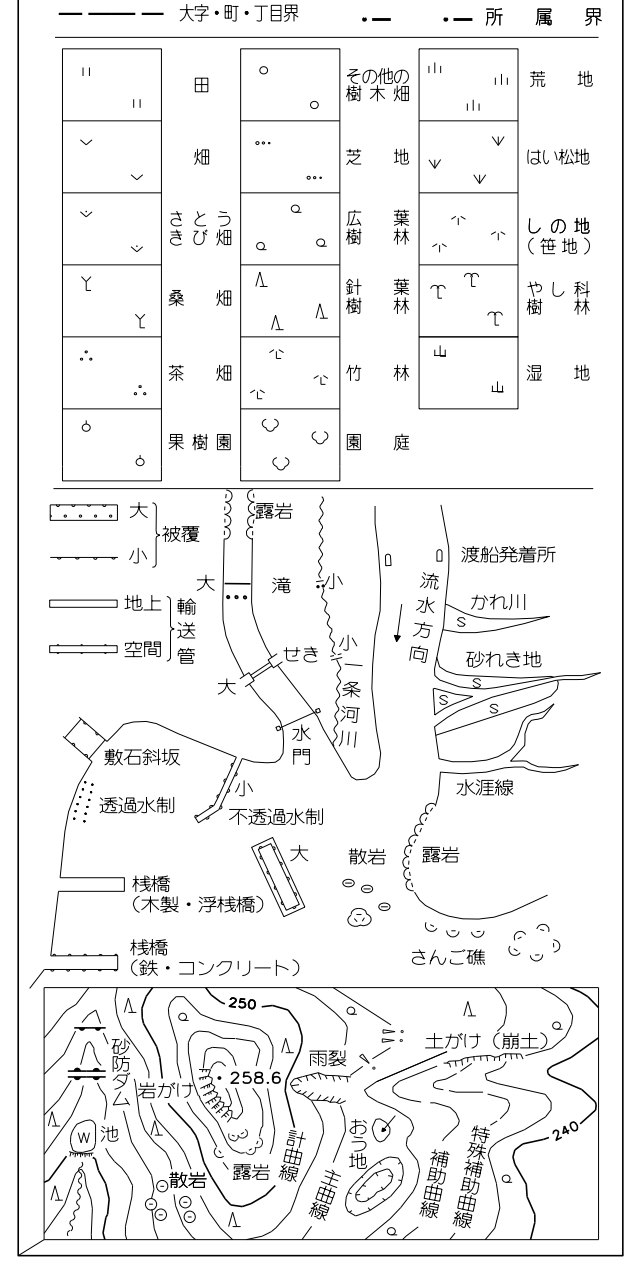 大字・町・丁目界
所属界
田
その他の
樹木畑
荒地
畑
芝地
はい松地
さとう
きび畑
広葉
樹林
しの地
（笹地）
桑畑
針葉
樹林
やし科
樹林
茶畑
竹林
湿地
果樹園
園庭
大
小
被覆
地上
空間
輸送管
露岩
大
滝
小
せき
大
水門
小
一条河川
流水方向
渡船発着所
かれ川
S
砂れき地
S
S
S
水涯線
敷石斜坂
透過水制
小
不透過水制
大
散岩
露岩
桟橋
（木製・浮桟橋）
桟橋
（鉄・コンクリート）
さんご礁
250
砂防ダム
岩がけ
258.6
雨裂
土がけ（崩土）
池
W
おう地
240
散岩
露岩
計曲線
主曲線
補助曲線
特殊補助曲線